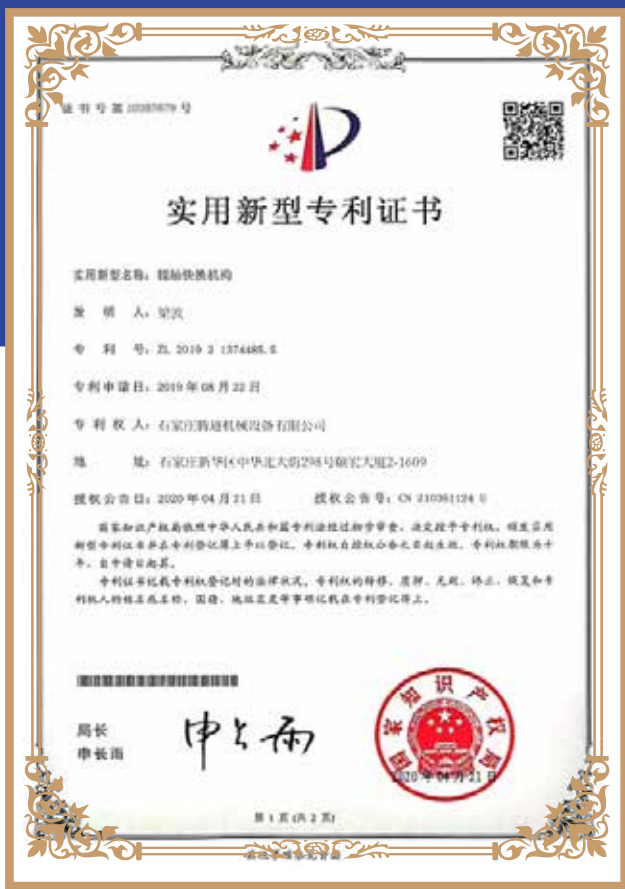 证书号第10387679号
实用新型专利证书
实用新型名称：辊轴快换机构
发 明 人：梁波
专 利 号：ZL 2019 2 1374485.5
专利申请日：2019年08月22日
专 利 权 人：石家庄腾迪机械设备有限公司
地 址：石家庄新华区中华北大街298号颐宏大厦2-1609
授权公告日：2020年04月21日 授权公告号：CN 210361124 U
国家知识产权局依照中华人民共和国专利法经过初步审查，决定授予专利权，颁发实用
新型专利证书并在专利登记簿上予以登记。专利权自授权公告之日起生效。专利权期限为十
年，自申请日起算。
专利证书记载专利权登记时的法律状况。专利权的转移、质押、无效、终止、恢复和专
利权人的姓名或名称、国籍、地址变更等事项记载在专利登记簿上。
局长
申长雨
申长雨
国家知识产权局
2020年04月21日
第 1 页 (共 2 页)